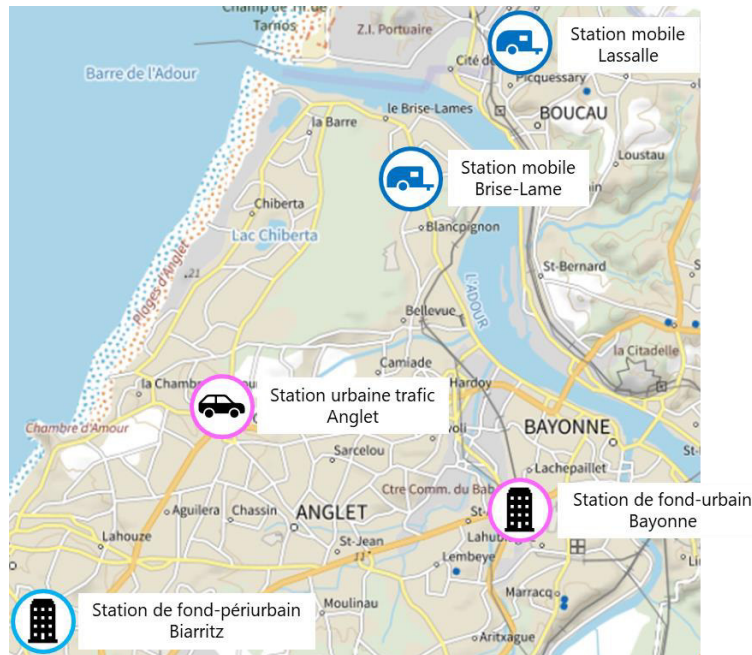 Champ de Tir de
Tarnos
Z.I. Portuaire
Station mobile
Lassalle
Barre de l'Adour
Cité de
Picquessary
le Brise-Lames
BOUCAU
la Barre
Loustau
Station mobile
Brise-Lame
Chiberta
Blancpignon
Lac Chiberta
St-Bernard
21
Plages d'Anglet
L'ADOUR
Bellevue
la Citadelle
Camiade
la Chambre
Hardoy
Station urbaine trafic
Anglet
Chambre d'Amour
BAYONNE
Sarcelou
Lachepaillet
Ctre Comm. du Bab
Station de fond-urbain
Bayonne
Aguilera
Chassin
ANGLET
St-Jean
11
Lahouze
Lembeye
Marracq
Station de fond-périurbain
Biarritz
Moulinau
Aritxague